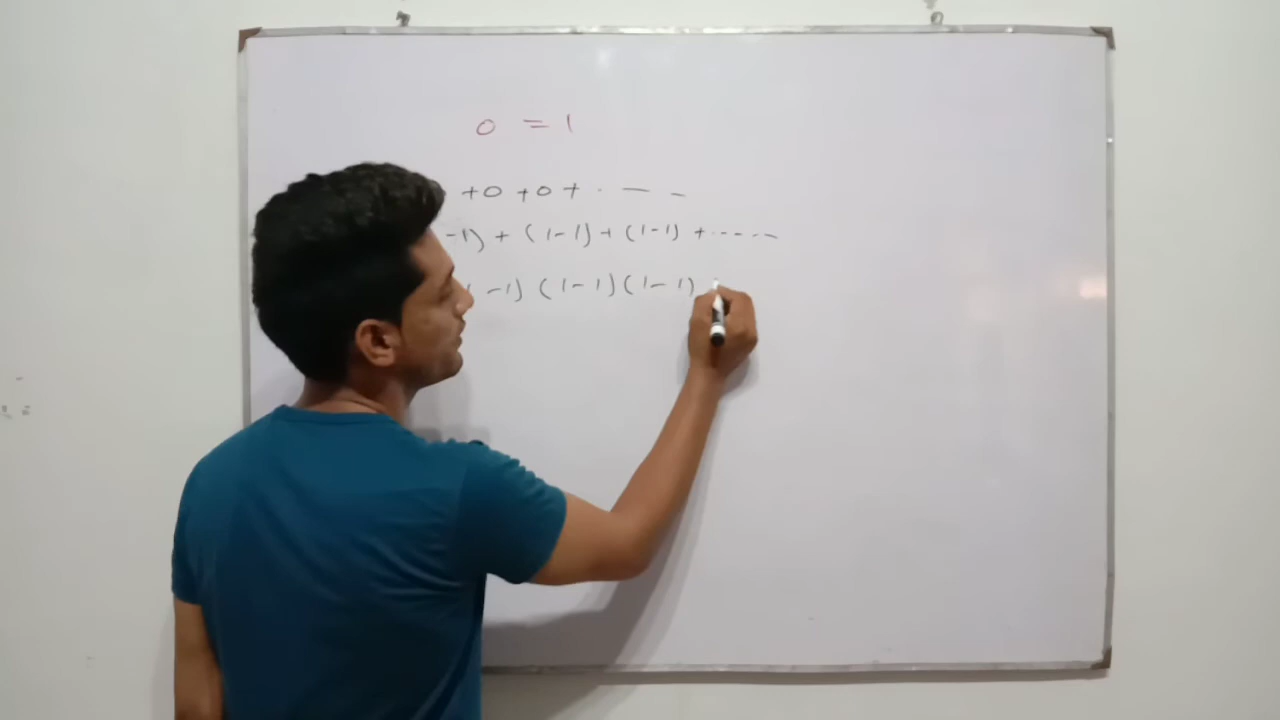 0 = 1
+0 +0 + . — -
-1) + (1-1) + (1-1) + .-----
-1) (1-1) (1-1)